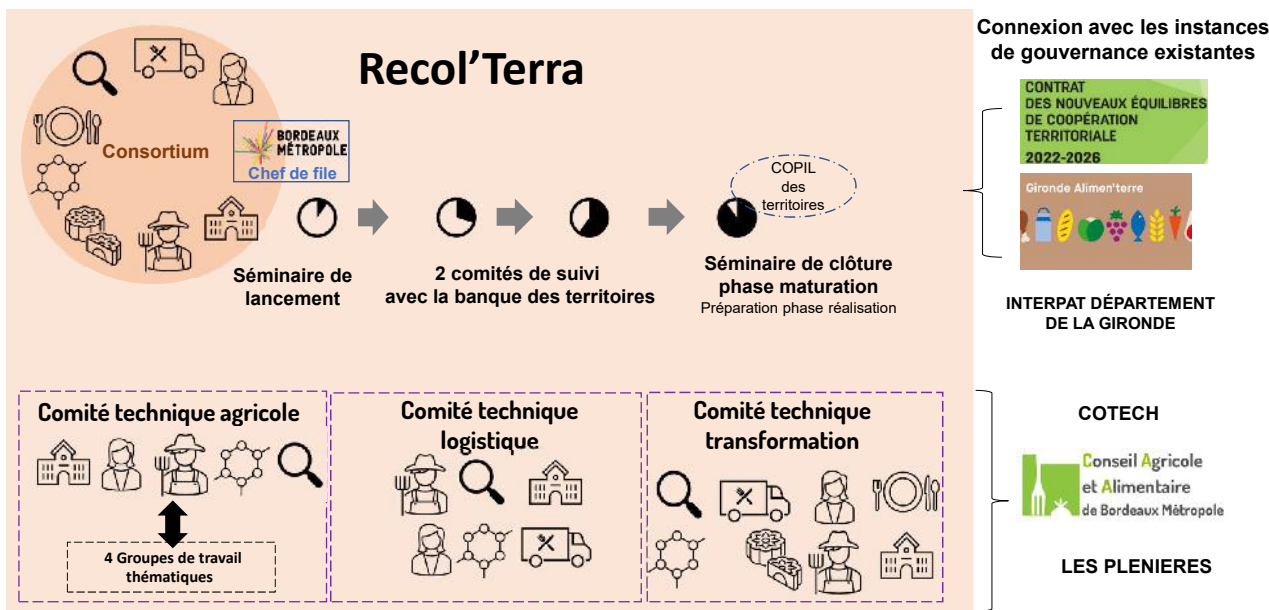 Recol'Terra
Consortium
BORDEAUX
MÉTROPOLE
Chef de file
COPIL
des
territoires
Séminaire de
lancement
2 comités de suivi
avec la banque des territoires
Séminaire de clôture
phase maturation
Préparation phase réalisation
Connexion avec les instances
de gouvernance existantes
CONTRAT
DES NOUVEAUX ÉQUILIBRES
DE COOPÉRATION
TERRITORIALE
2022-2026
Gironde Alimen'terre
INTERPAT DÉPARTEMENT
DE LA GIRONDE
Comité technique agricole
4 Groupes de travail
thématiques
Comité technique
logistique
Comité technique
transformation
COTECH
Conseil Agricole
et Alimentaire
de Bordeaux Métropole
LES PLENIERES